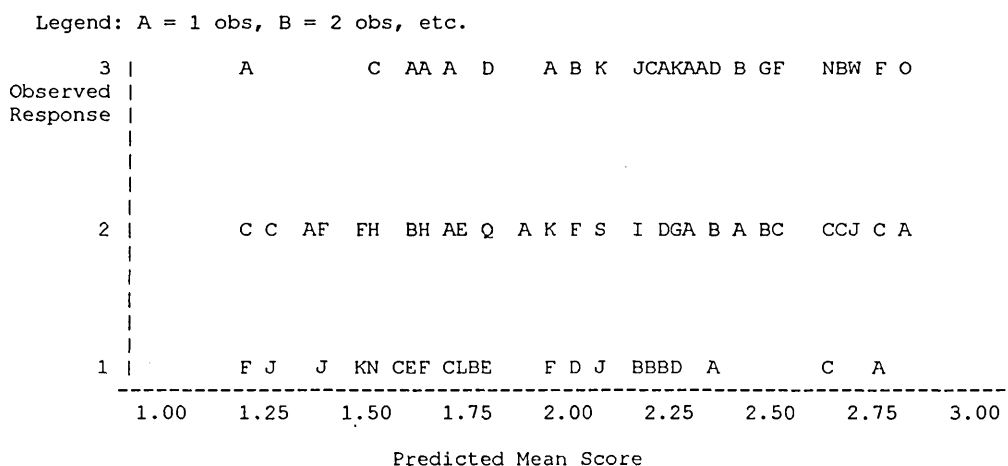 Legend: A = 1 obs, B = 2 obs, etc.
3 | A C AA A D A B K JCAKAAD B GF NBW F O
Observed |
Response |
2 | C C AF FH BH AE Q A K F S I DGA B A BC CCJ C A
1 | F J J KN CEF CLBE F D J BBBD A C A
1.00 1.25 1.50 1.75 2.00 2.25 2.50 2.75 3.00
Predicted Mean Score